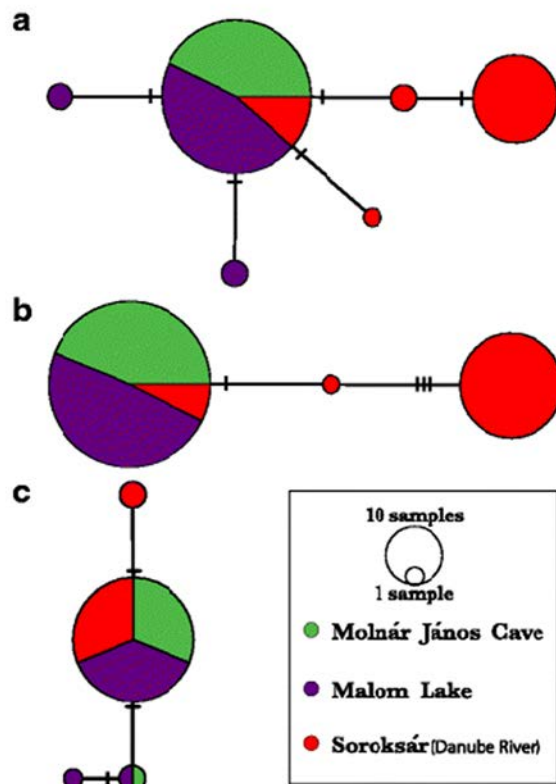 a
b
c
10 samples
1 sample
Molnár János Cave
Malom Lake
Soroksár (Danube River)